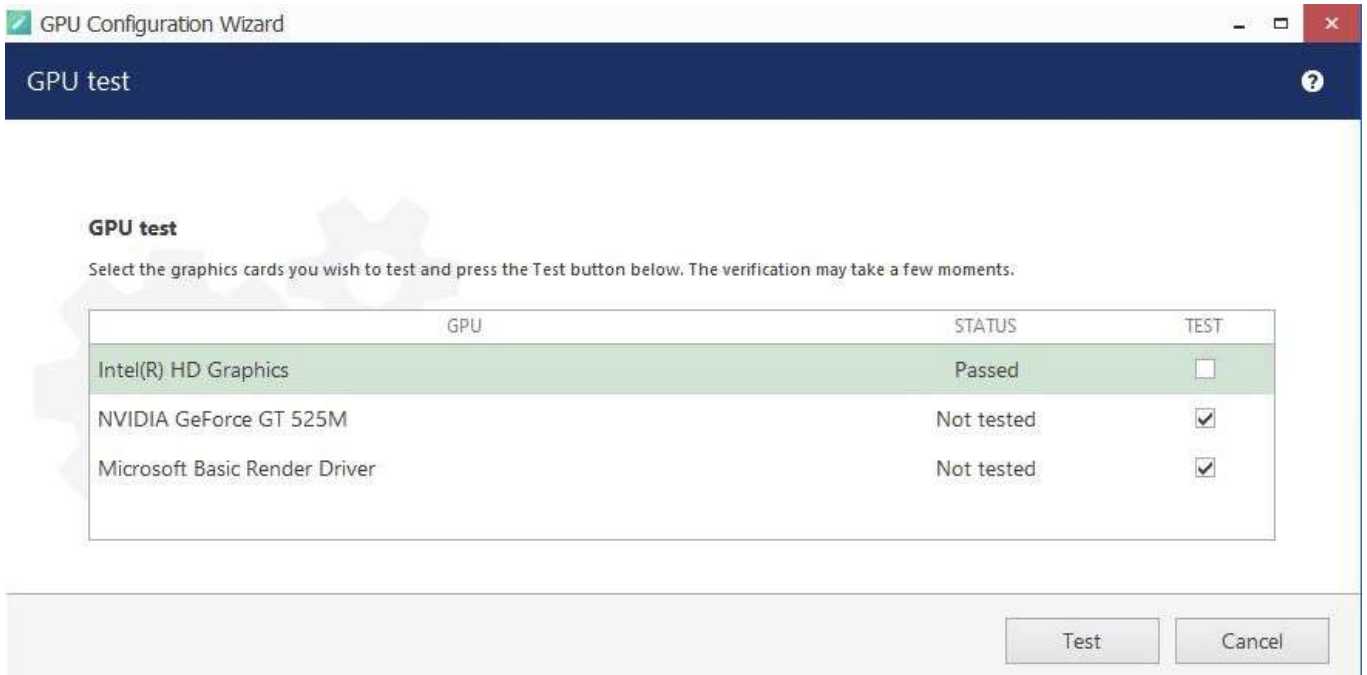 GPU Configuration Wizard
GPU test
?
GPU test
Select the graphics cards you wish to test and press the Test button below. The verification may take a few moments.
GPU STATUS TEST
Intel(R) HD Graphics Passed
NVIDIA GeForce GT 525M Not tested
Microsoft Basic Render Driver Not tested
Test Cancel